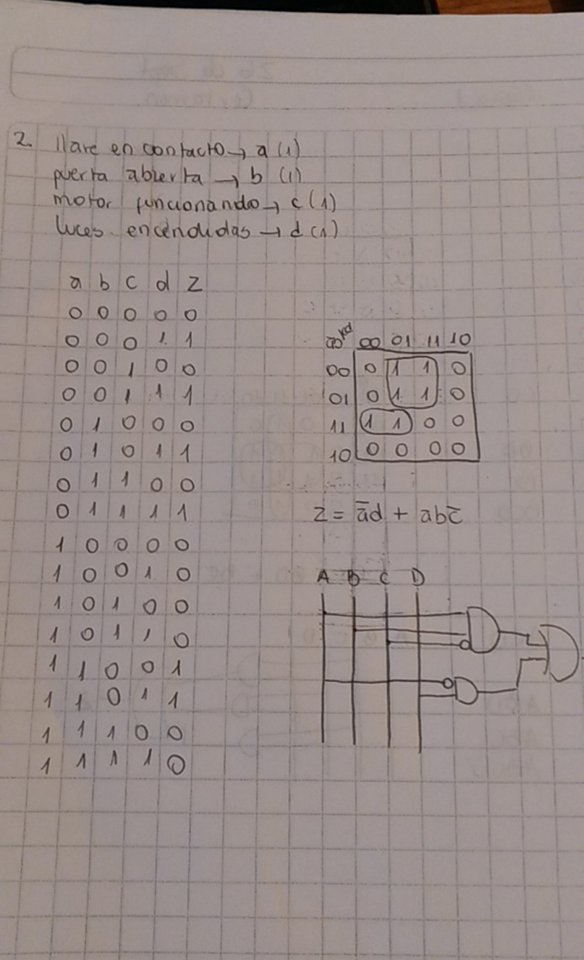 2. llave en contacto → a (1)
puerta abierta → b (1)
motor funcionando → c (1)
luces encendidas → d (1)
a b c d z
0 0 0 0 0
0 0 0 1 1
0 0 1 0 0
0 0 1 1 1
0 1 0 0 0
0 1 0 1 1
0 1 1 0 0
0 1 1 1 1
1 0 0 0 0
1 0 0 1 0
1 0 1 0 0
1 0 1 1 0
1 1 0 0 1
1 1 0 1 1
1 1 1 0 0
1 1 1 1 0
00 01 11 10
00 0 1 1 0
01 0 1 1 0
11 1 1 0 0
10 0 0 0 0
z = a̅d + abc̅
A B C D